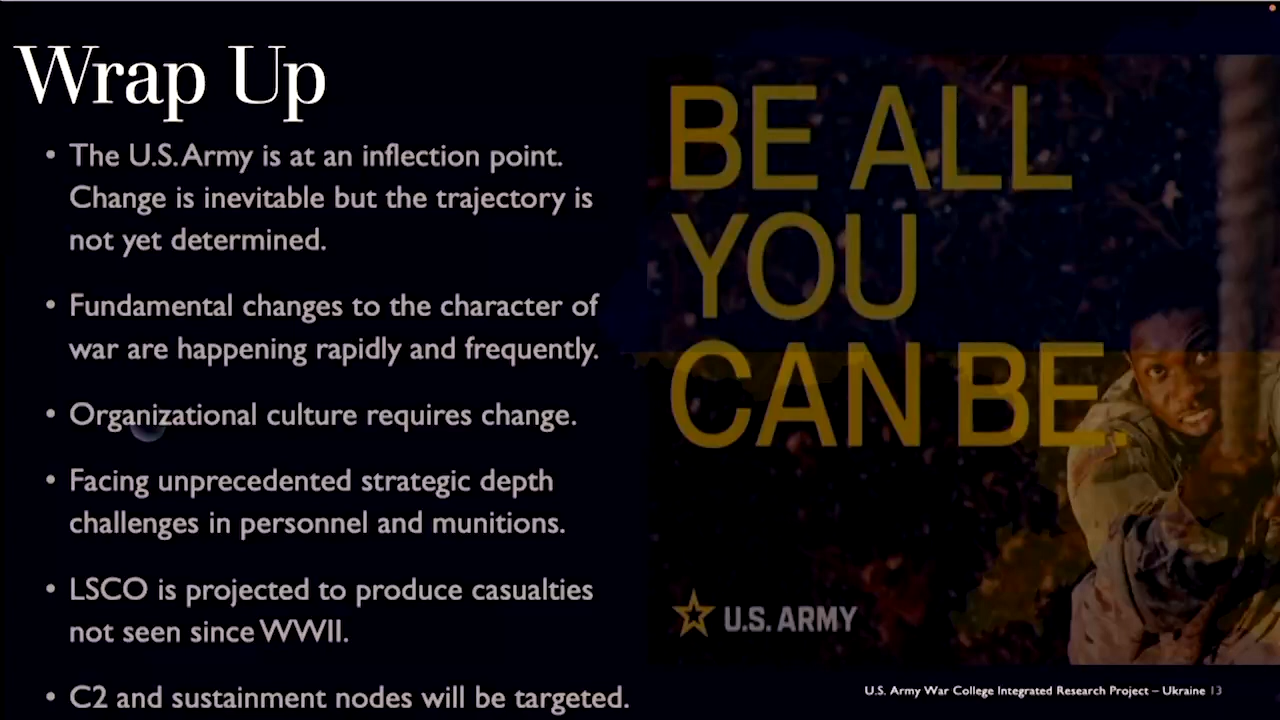 Wrap Up
• The U.S. Army is at an inflection point.
Change is inevitable but the trajectory is
not yet determined.
• Fundamental changes to the character of
war are happening rapidly and frequently.
• Organizational culture requires change.
• Facing unprecedented strategic depth
challenges in personnel and munitions.
• LSCO is projected to produce casualties
not seen since WWII.
• C2 and sustainment nodes will be targeted.
BE ALL
YOU
CAN BE.
U.S. ARMY
U.S. Army War College Integrated Research Project – Ukraine 13